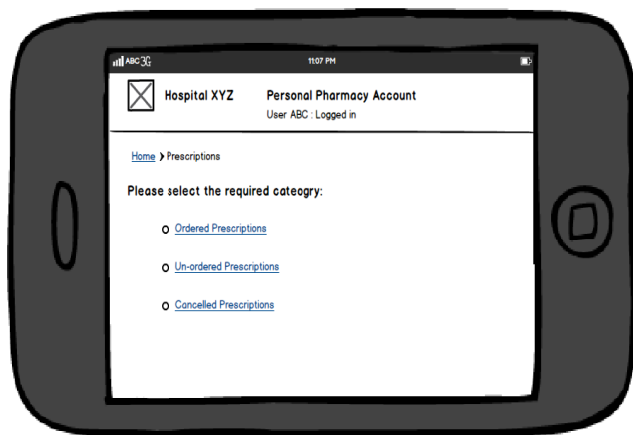 ABC 3G 11:07 PM
Hospital XYZ Personal Pharmacy Account
User ABC : Logged in
Home > Prescriptions
Please select the required cateogry:
Ordered Prescriptions
Un-ordered Prescriptions
Cancelled Prescriptions